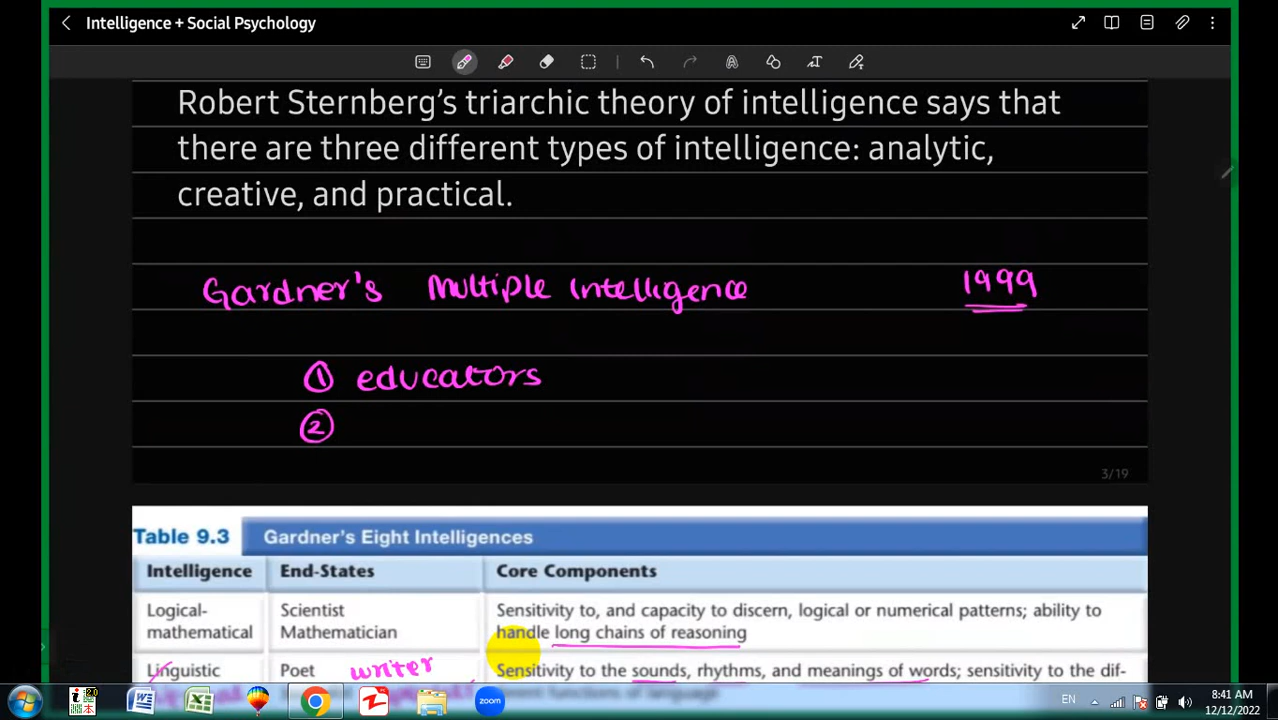 Intelligence + Social Psychology
Robert Sternberg's triarchic theory of intelligence says that
there are three different types of intelligence: analytic,
creative, and practical.
Gardner's Multiple Intelligence 1999
① educators
②
3/19
Table 9.3 Gardner's Eight Intelligences
Intelligence End-States Core Components
Logical- Scientist Sensitivity to, and capacity to discern, logical or numerical patterns; ability to
mathematical Mathematician handle long chains of reasoning
Linguistic Poet writer Sensitivity to the sounds, rhythms, and meanings of words; sensitivity to the dif-
zoom
EN
8:41 AM
12/12/2022